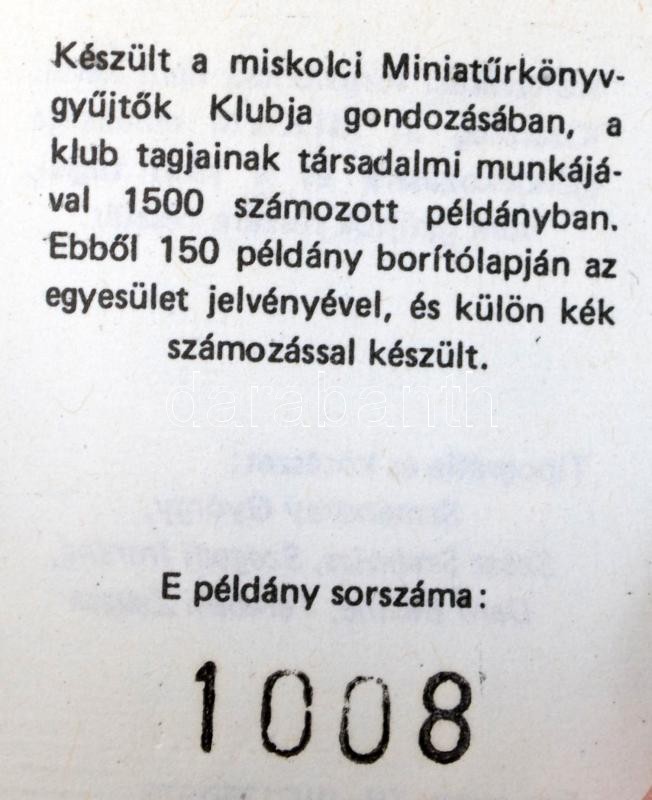 Készült a miskolci Miniatűrkönyv-
gyűjtők Klubja gondozásában, a
klub tagjainak társadalmi munkájá-
val 1500 számozott példányban.
Ebből 150 példány borítólapján az
egyesület jelvényével, és külön kék
számozással készült.
darabanth
E példány sorszáma:
1008